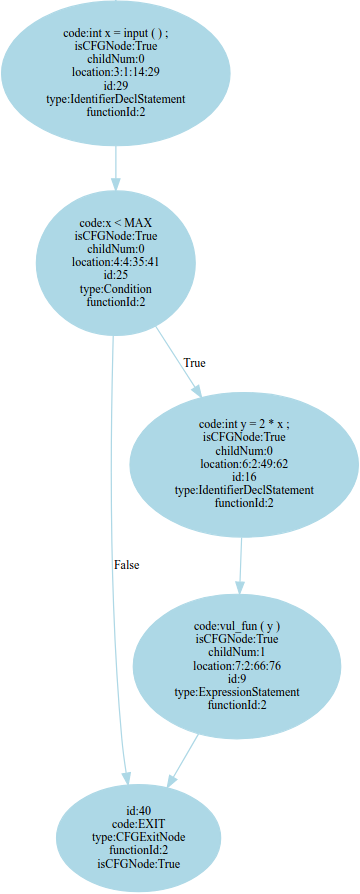 code:int x = input ( ) ;
isCFGNode:True
childNum:0
location:3:1:14:29
id:29
type:IdentifierDeclStatement
functionId:2
code:x < MAX
isCFGNode:True
childNum:0
location:4:4:35:41
id:25
type:Condition
functionId:2
True
code:int y = 2 * x ;
isCFGNode:True
childNum:0
location:6:2:49:62
id:16
type:IdentifierDeclStatement
functionId:2
False
code:vul_fun ( y )
isCFGNode:True
childNum:1
location:7:2:66:76
id:9
type:ExpressionStatement
functionId:2
id:40
code:EXIT
type:CFGExitNode
functionId:2
isCFGNode:True